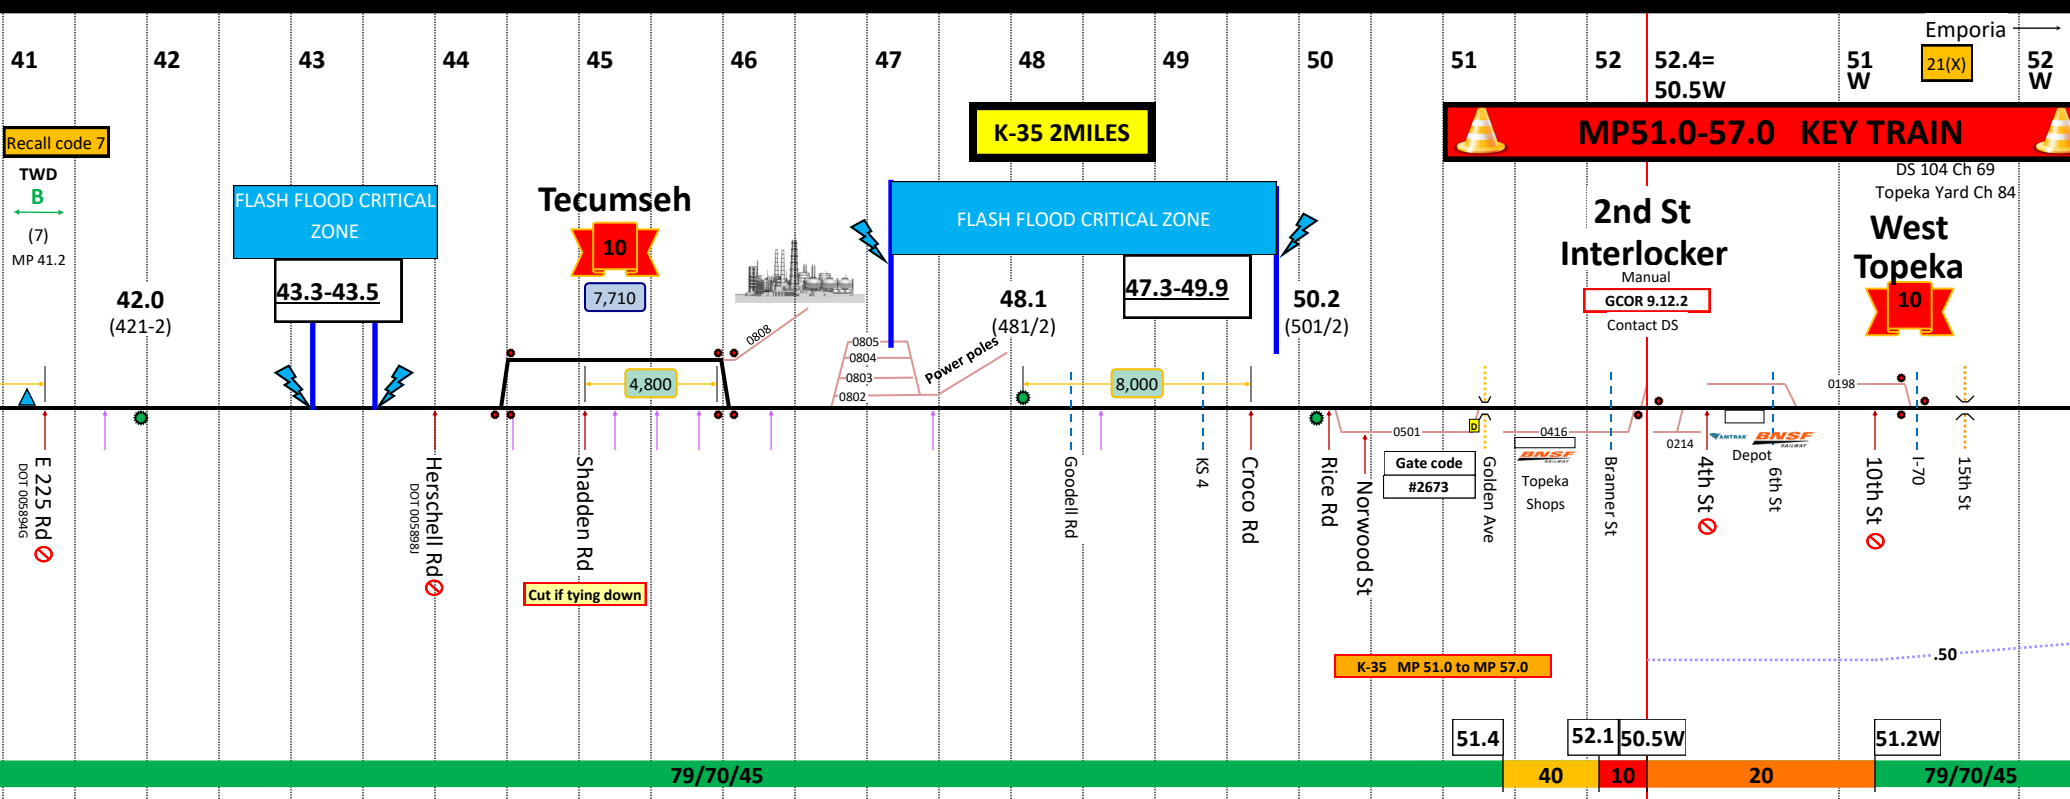 Emporia
41
42
43
44
45
46
47
48
49
50
51
52
52.4=
50.5W
51
W
21(X)
52
W
K-35 2MILES
MP51.0-57.0 KEY TRAIN
Recall code 7
DS 104 Ch 69
Topeka Yard Ch 84
TWD
B
(7)
MP 41.2
FLASH FLOOD CRITICAL
ZONE
43.3-43.5
Tecumseh
10
7,710
FLASH FLOOD CRITICAL ZONE
47.3-49.9
2nd St
Interlocker
Manual
GCOR 9.12.2
Contact DS
West
Topeka
10
42.0
(421-2)
48.1
(481/2)
50.2
(501/2)
0808
0805
0804
0803
0802
Power poles
4,800
8,000
0198
0501
D
0416
0214
BNSF
RAILWAY
Topeka
Shops
AMTRAK
BNSF
RAILWAY
Depot
Gate code
#2673
E 225 Rd
DOT 005894G
Herschell Rd
DOT 005898J
Shadden Rd
Goodell Rd
KS 4
Croco Rd
Rice Rd
Norwood St
Golden Ave
Branner St
4th St
6th St
10th St
I-70
15th St
Cut if tying down
K-35 MP 51.0 to MP 57.0
.50
51.4
52.1
50.5W
51.2W
79/70/45
40
10
20
79/70/45